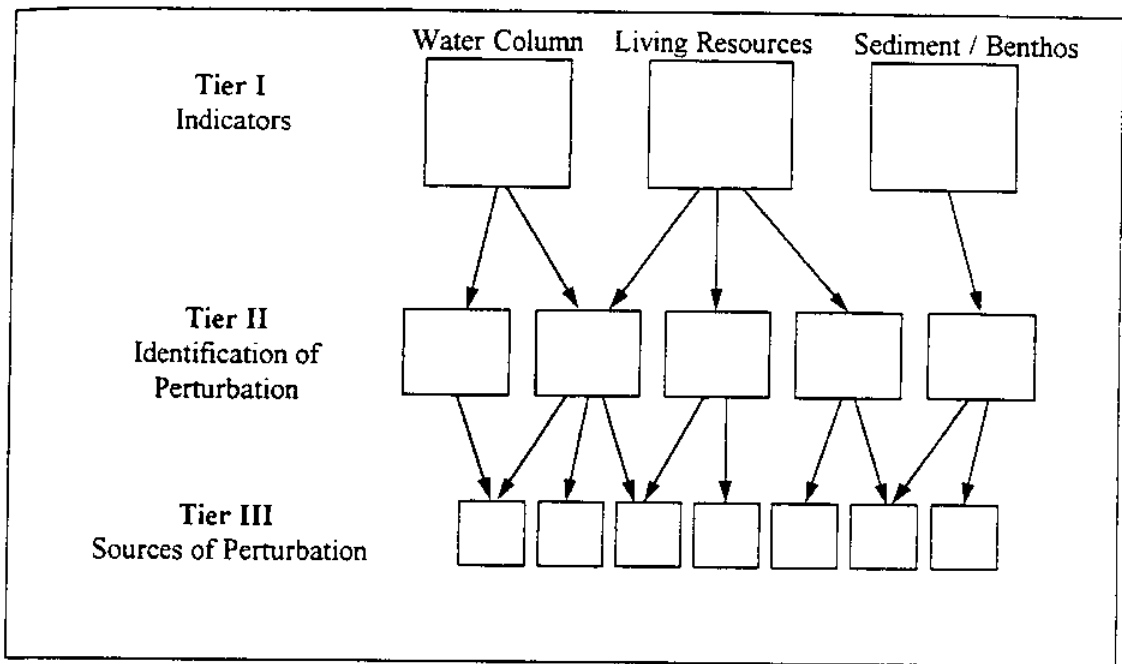 Water Column
Living Resources
Sediment / Benthos
Tier I
Indicators
Tier II
Identification of
Perturbation
Tier III
Sources of Perturbation